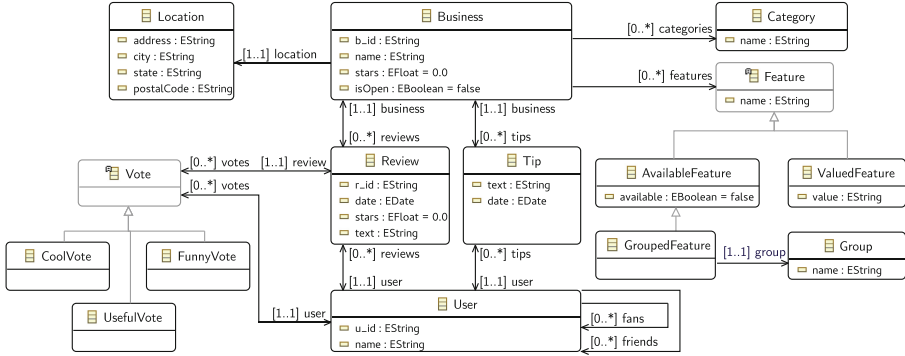 Location
address : EString
city : EString
state : EString
postalCode : EString
[1..1] location
Business
b_id : EString
name : EString
stars : EFloat = 0.0
isOpen : EBoolean = false
[0..*] categories
Category
name : EString
[0..*] features
Feature
name : EString
[1..1] business
[0..*] reviews
[1..1] business
[0..*] tips
Vote
[0..*] votes
[1..1] review
[0..*] votes
Review
r_id : EString
date : EDate
stars : EFloat = 0.0
text : EString
Tip
text : EString
date : EDate
AvailableFeature
available : EBoolean = false
ValuedFeature
value : EString
CoolVote
FunnyVote
UsefulVote
GroupedFeature
[1..1] group
Group
name : EString
[0..*] reviews
[1..1] user
[0..*] tips
[1..1] user
[1..1] user
User
u_id : EString
name : EString
[0..*] fans
[0..*] friends